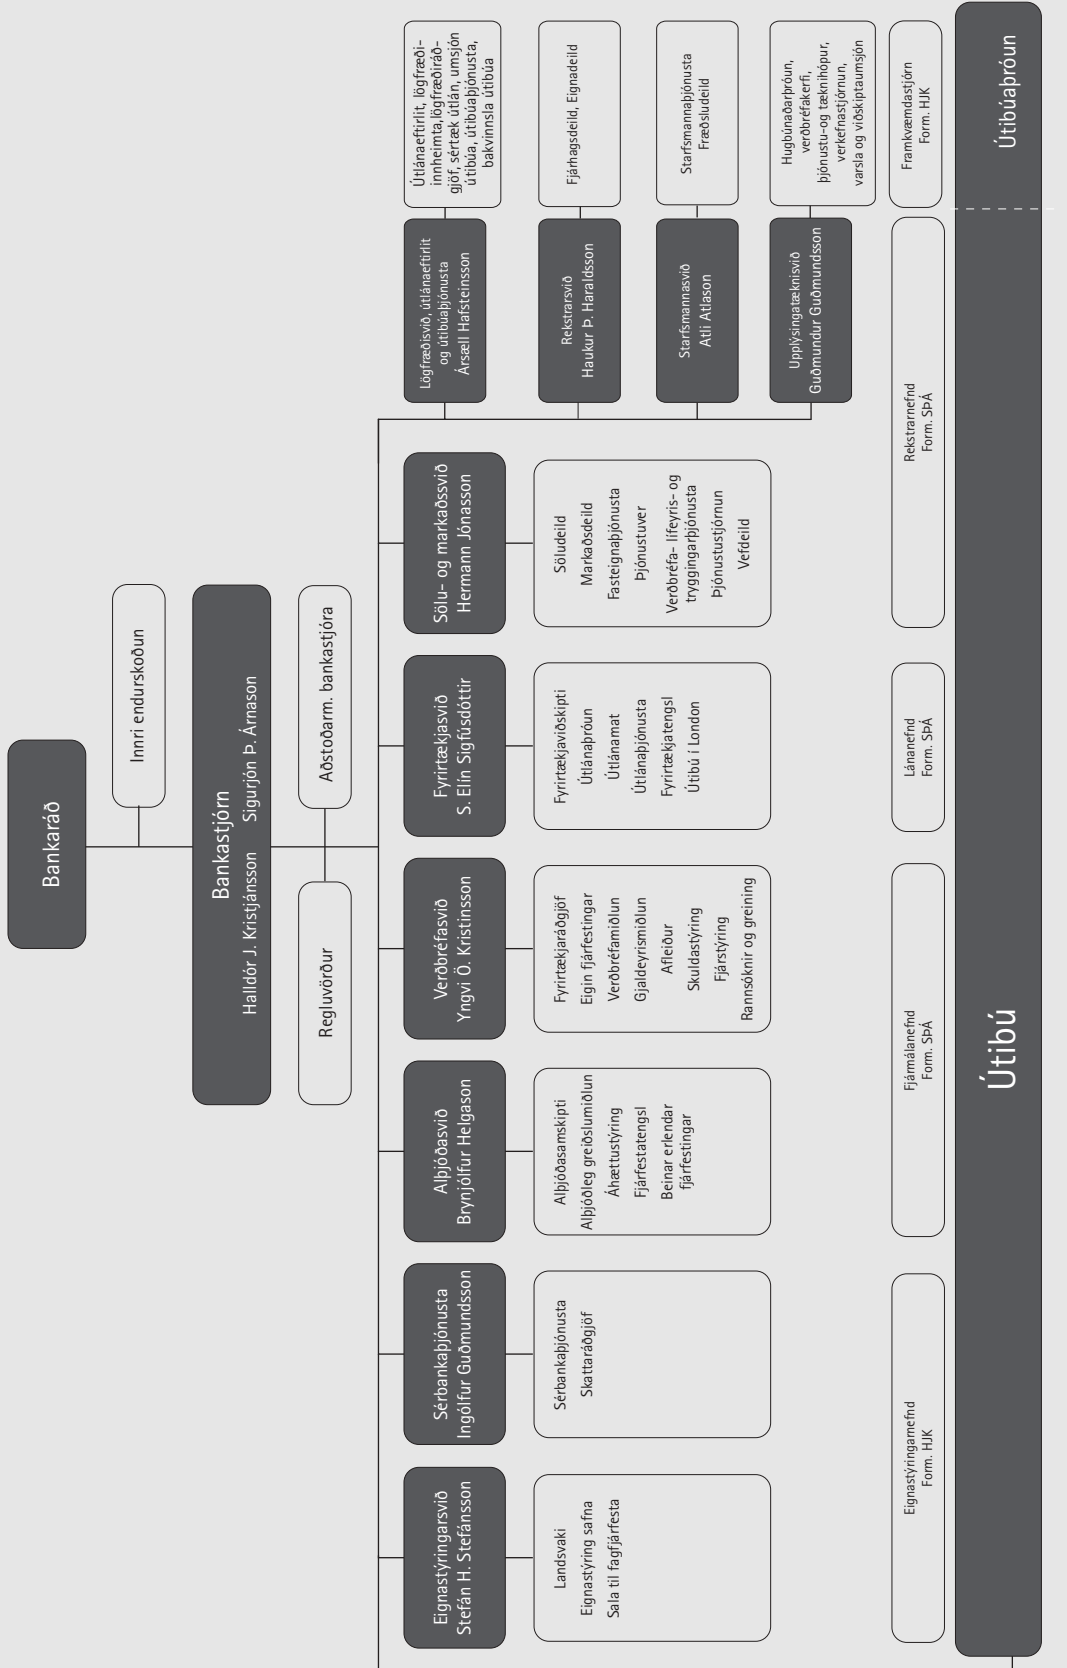 Bankaráð
Innri endurskoðun
Bankastjórn
Halldór J. Kristjánsson Sigurjón Þ. Árnason
Regluvörður
Aðstoðarm. bankastjóra
Eignastýringarsvið
Stefán H. Stefánsson
Sérbankaþjónusta
Ingólfur Guðmundsson
Alþjóðasvið
Brynjólfur Helgason
Verðbréfasvið
Yngvi Ö. Kristinsson
Fyrirtækjasvið
S. Elín Sigfúsdóttir
Sölu- og markaðssvið
Hermann Jónasson
Landsvaki
Eignastýring safna
Sala til fagfjárfesta
Sérbankaþjónusta
Skattaráðgjöf
Alþjóðasamskipti
Alþjóðleg greiðslumiðlun
Áhættustýring
Fjárfestatengsl
Beinar erlendar
fjárfestingar
Fyrirtækjaráðgjöf
Eigin fjárfestingar
Verðbréfamiðlun
Gjaldeyrismiðlun
Afleiður
Skuldastýring
Fjárstýring
Rannsóknir og greining
Fyrirtækjaviðskipti
Útlánaþróun
Útlánamat
Útlánaþjónusta
Fyrirtækjatengsl
Útibú í London
Söludeild
Markaðsdeild
Fasteignaþjónusta
Þjónustuver
Verðbréfa- lífeyris- og
tryggingarþjónusta
Þjónustustjórnun
Vefdeild
Lögfræðisvið, útlánaeftirlit
og útibúaþjónusta
Ársæll Hafsteinsson
Útlánaeftirlit, lögfræði-
innheimta,lögfræðiráð-
gjöf, sértæk útlán, umsjón
útibúa, útibúaþjónusta,
bakvinnsla útibúa
Rekstrarsvið
Haukur Þ. Haraldsson
Fjárhagsdeild, Eignadeild
Starfsmannasvið
Atli Atlason
Starfsmannaþjónusta
Fræðsludeild
Upplýsingatæknisvið
Guðmundur Guðmundsson
Hugbúnaðarþróun,
verðbréfakerfi,
þjónustu-og tæknihópur,
verkefnastjórnun,
varsla og viðskiptaumsjón
Eignastýringarnefnd
Form. HJK
Fjármálanefnd
Form. SÞÁ
Lánanefnd
Form. SÞÁ
Rekstrarnefnd
Form. SÞÁ
Framkvæmdastjórn
Form. HJK
Útibú
Útibúaþróun